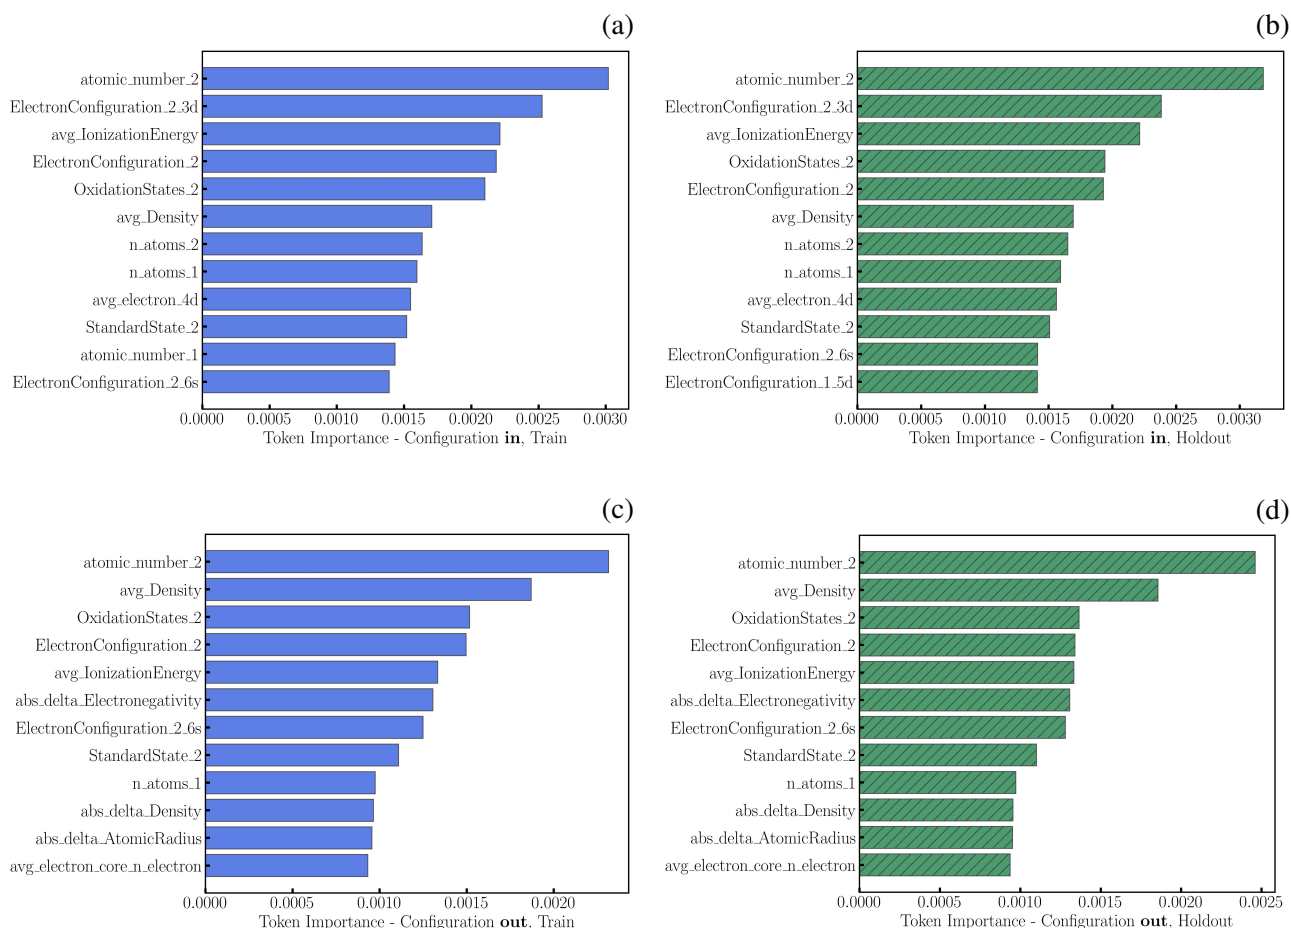 (a)
atomic_number_2
ElectronConfiguration_2_3d
avg_IonizationEnergy
ElectronConfiguration_2
OxidationStates_2
avg_Density
n_atoms_2
n_atoms_1
avg_electron_4d
StandardState_2
atomic_number_1
ElectronConfiguration_2_6s
0.0000 0.0005 0.0010 0.0015 0.0020 0.0025 0.0030
Token Importance - Configuration in, Train
(b)
atomic_number_2
ElectronConfiguration_2_3d
avg_IonizationEnergy
OxidationStates_2
ElectronConfiguration_2
avg_Density
n_atoms_2
n_atoms_1
avg_electron_4d
StandardState_2
ElectronConfiguration_2_6s
ElectronConfiguration_1_5d
0.0000 0.0005 0.0010 0.0015 0.0020 0.0025 0.0030
Token Importance - Configuration in, Holdout
(c)
atomic_number_2
avg_Density
OxidationStates_2
ElectronConfiguration_2
avg_IonizationEnergy
abs_delta_Electronegativity
ElectronConfiguration_2_6s
StandardState_2
n_atoms_1
abs_delta_Density
abs_delta_AtomicRadius
avg_electron_core_n_electron
0.0000 0.0005 0.0010 0.0015 0.0020
Token Importance - Configuration out, Train
(d)
atomic_number_2
avg_Density
OxidationStates_2
ElectronConfiguration_2
avg_IonizationEnergy
abs_delta_Electronegativity
ElectronConfiguration_2_6s
StandardState_2
n_atoms_1
abs_delta_Density
abs_delta_AtomicRadius
avg_electron_core_n_electron
0.0000 0.0005 0.0010 0.0015 0.0020 0.0025
Token Importance - Configuration out, Holdout